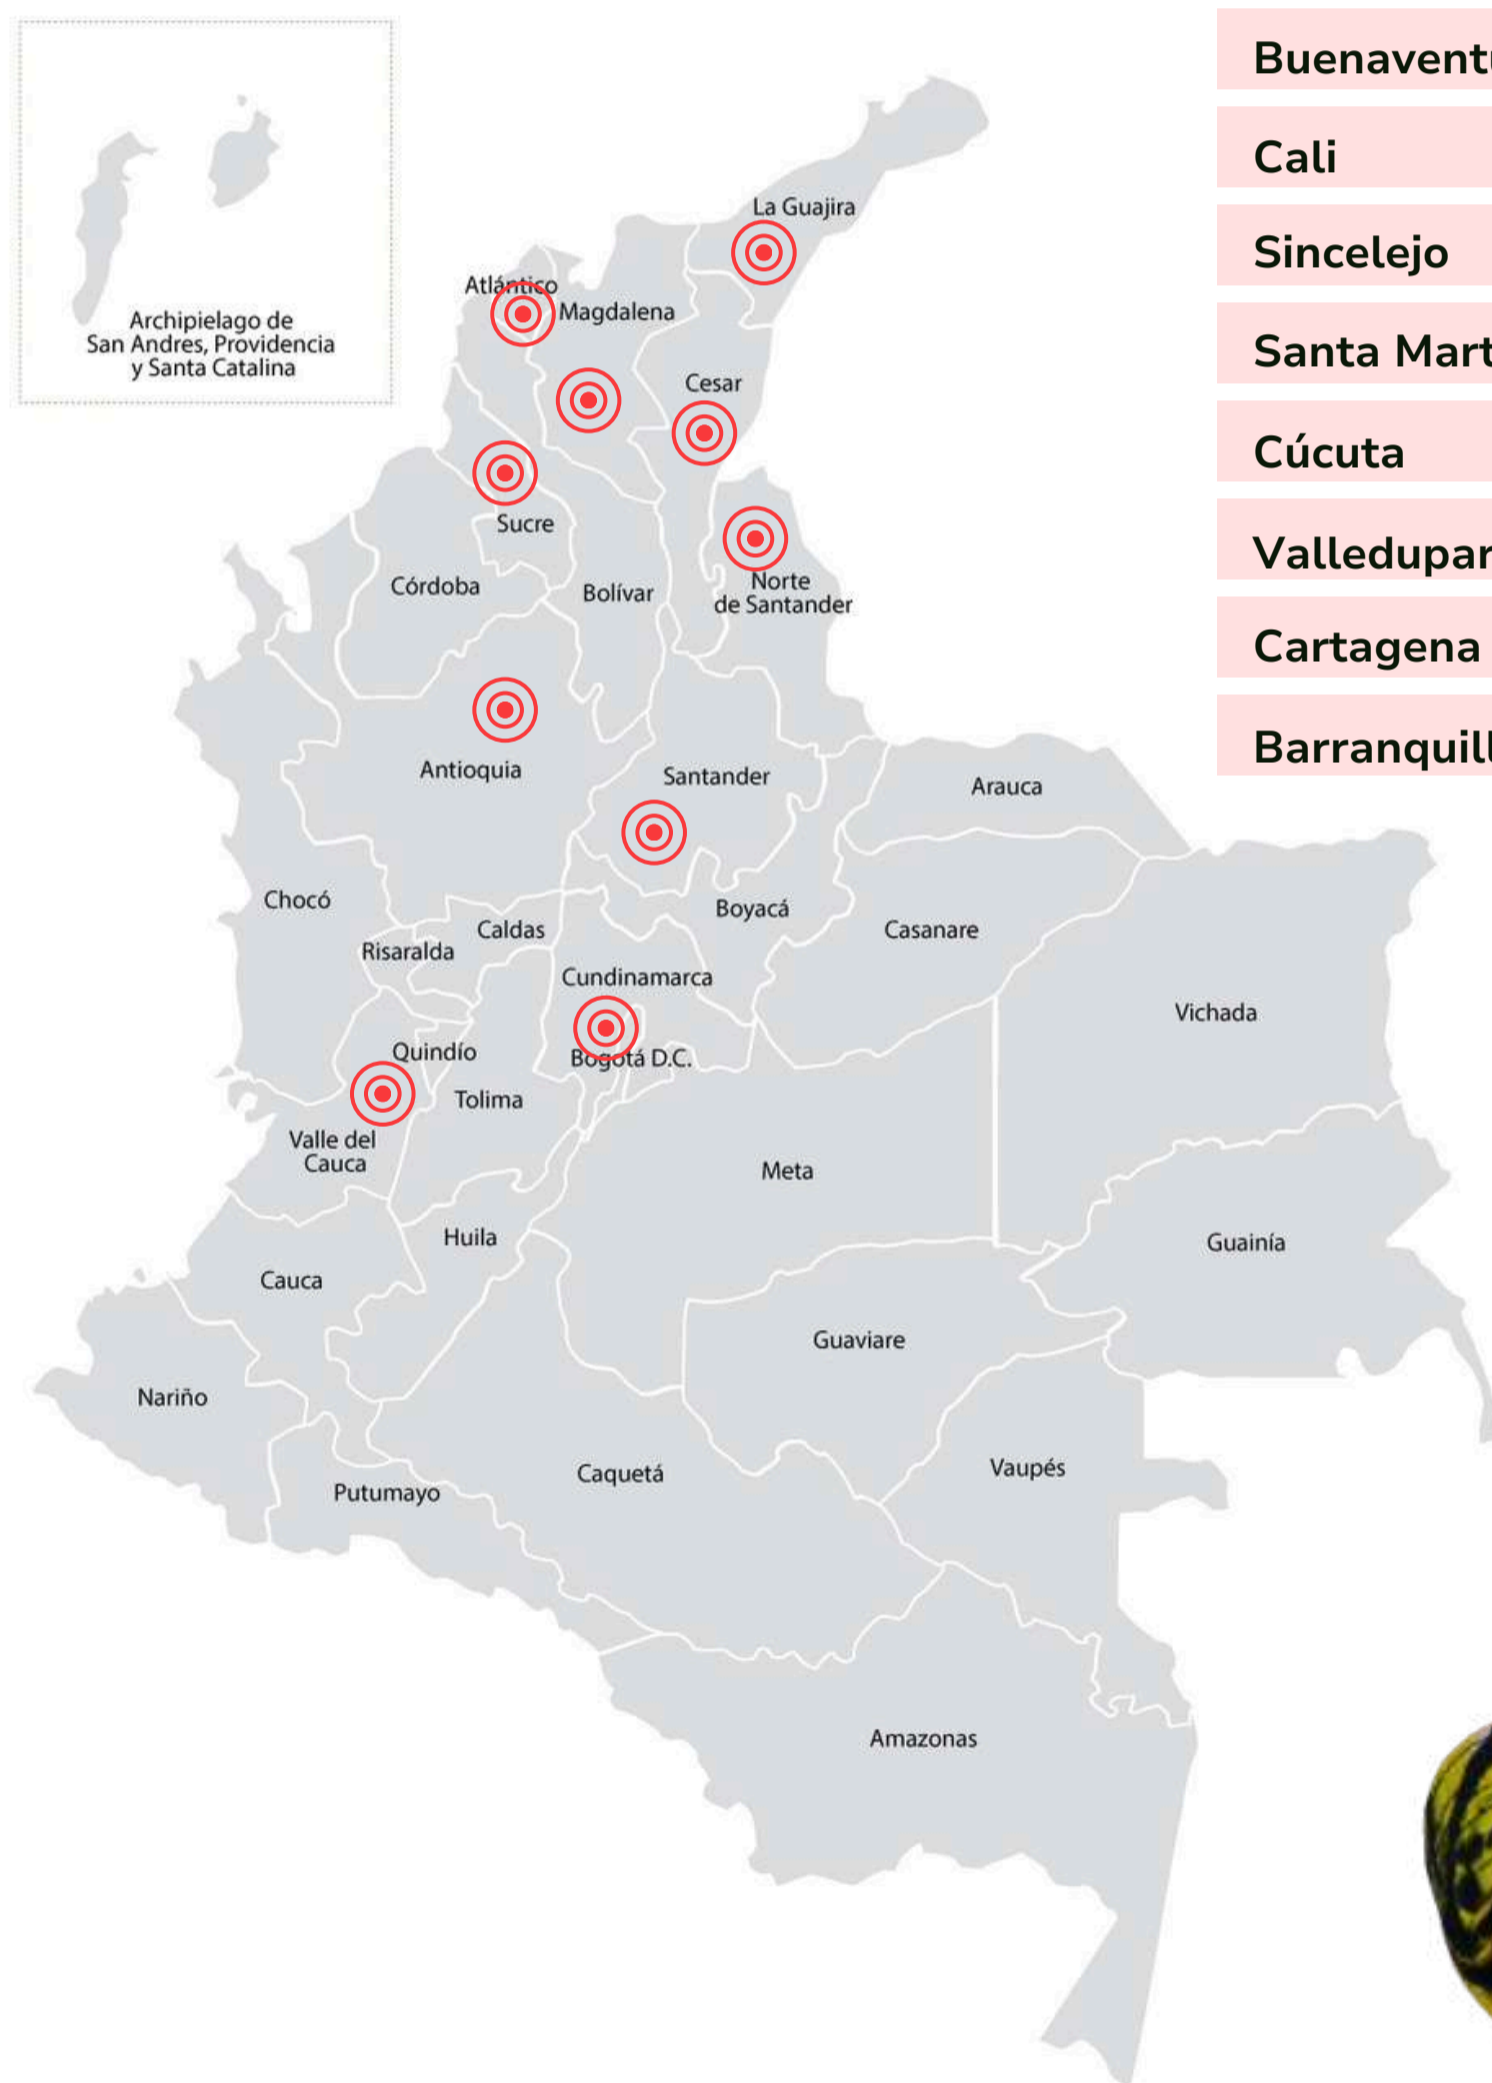 Buenavent
Cali
Sincelejo
Santa Mart
Cúcuta
Valledupar
Cartagena
Barranquill
La Guajira
Atlántico
Magdalena
Archipielago de
San Andres, Providencia
y Santa Catalina
Cesar
Sucre
Norte
de Santander
Córdoba
Bolívar
Antioquia
Santander
Arauca
Chocó
Boyacá
Caldas
Casanare
Risaralda
Cundinamarca
Vichada
Quindío
Bogotá D.C.
Tolima
Valle del
Cauca
Meta
Huila
Guainía
Cauca
Guaviare
Nariño
Vaupés
Caquetá
Putumayo
Amazonas